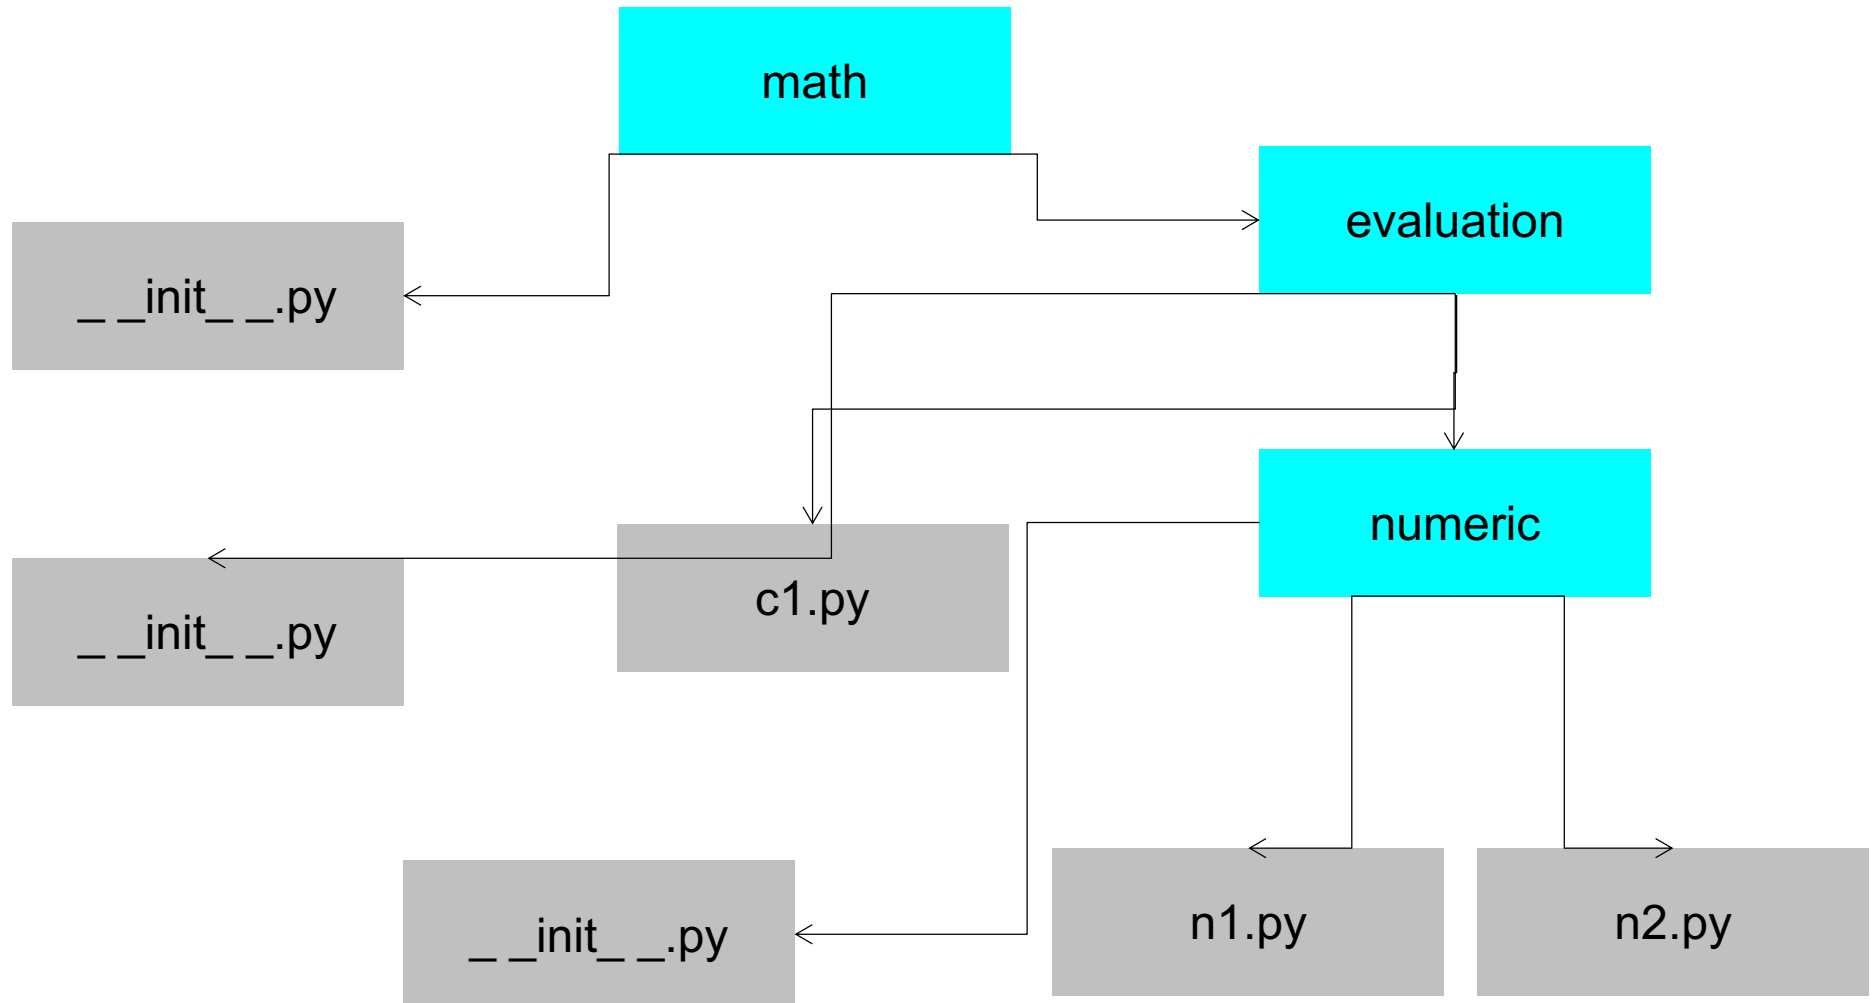 math
evaluation
_ _init_ _.py
numeric
c1.py
_ _init_ _.py
n1.py
n2.py
_ _init_ _.py